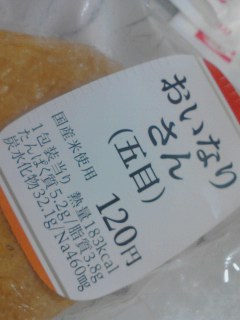 おいなり
さん
(五目)
120円
国産米使用
1包装当り 熱量183kcal
たんぱく質5.2g/脂質3.8g
炭水化物32.1g/Na460mg